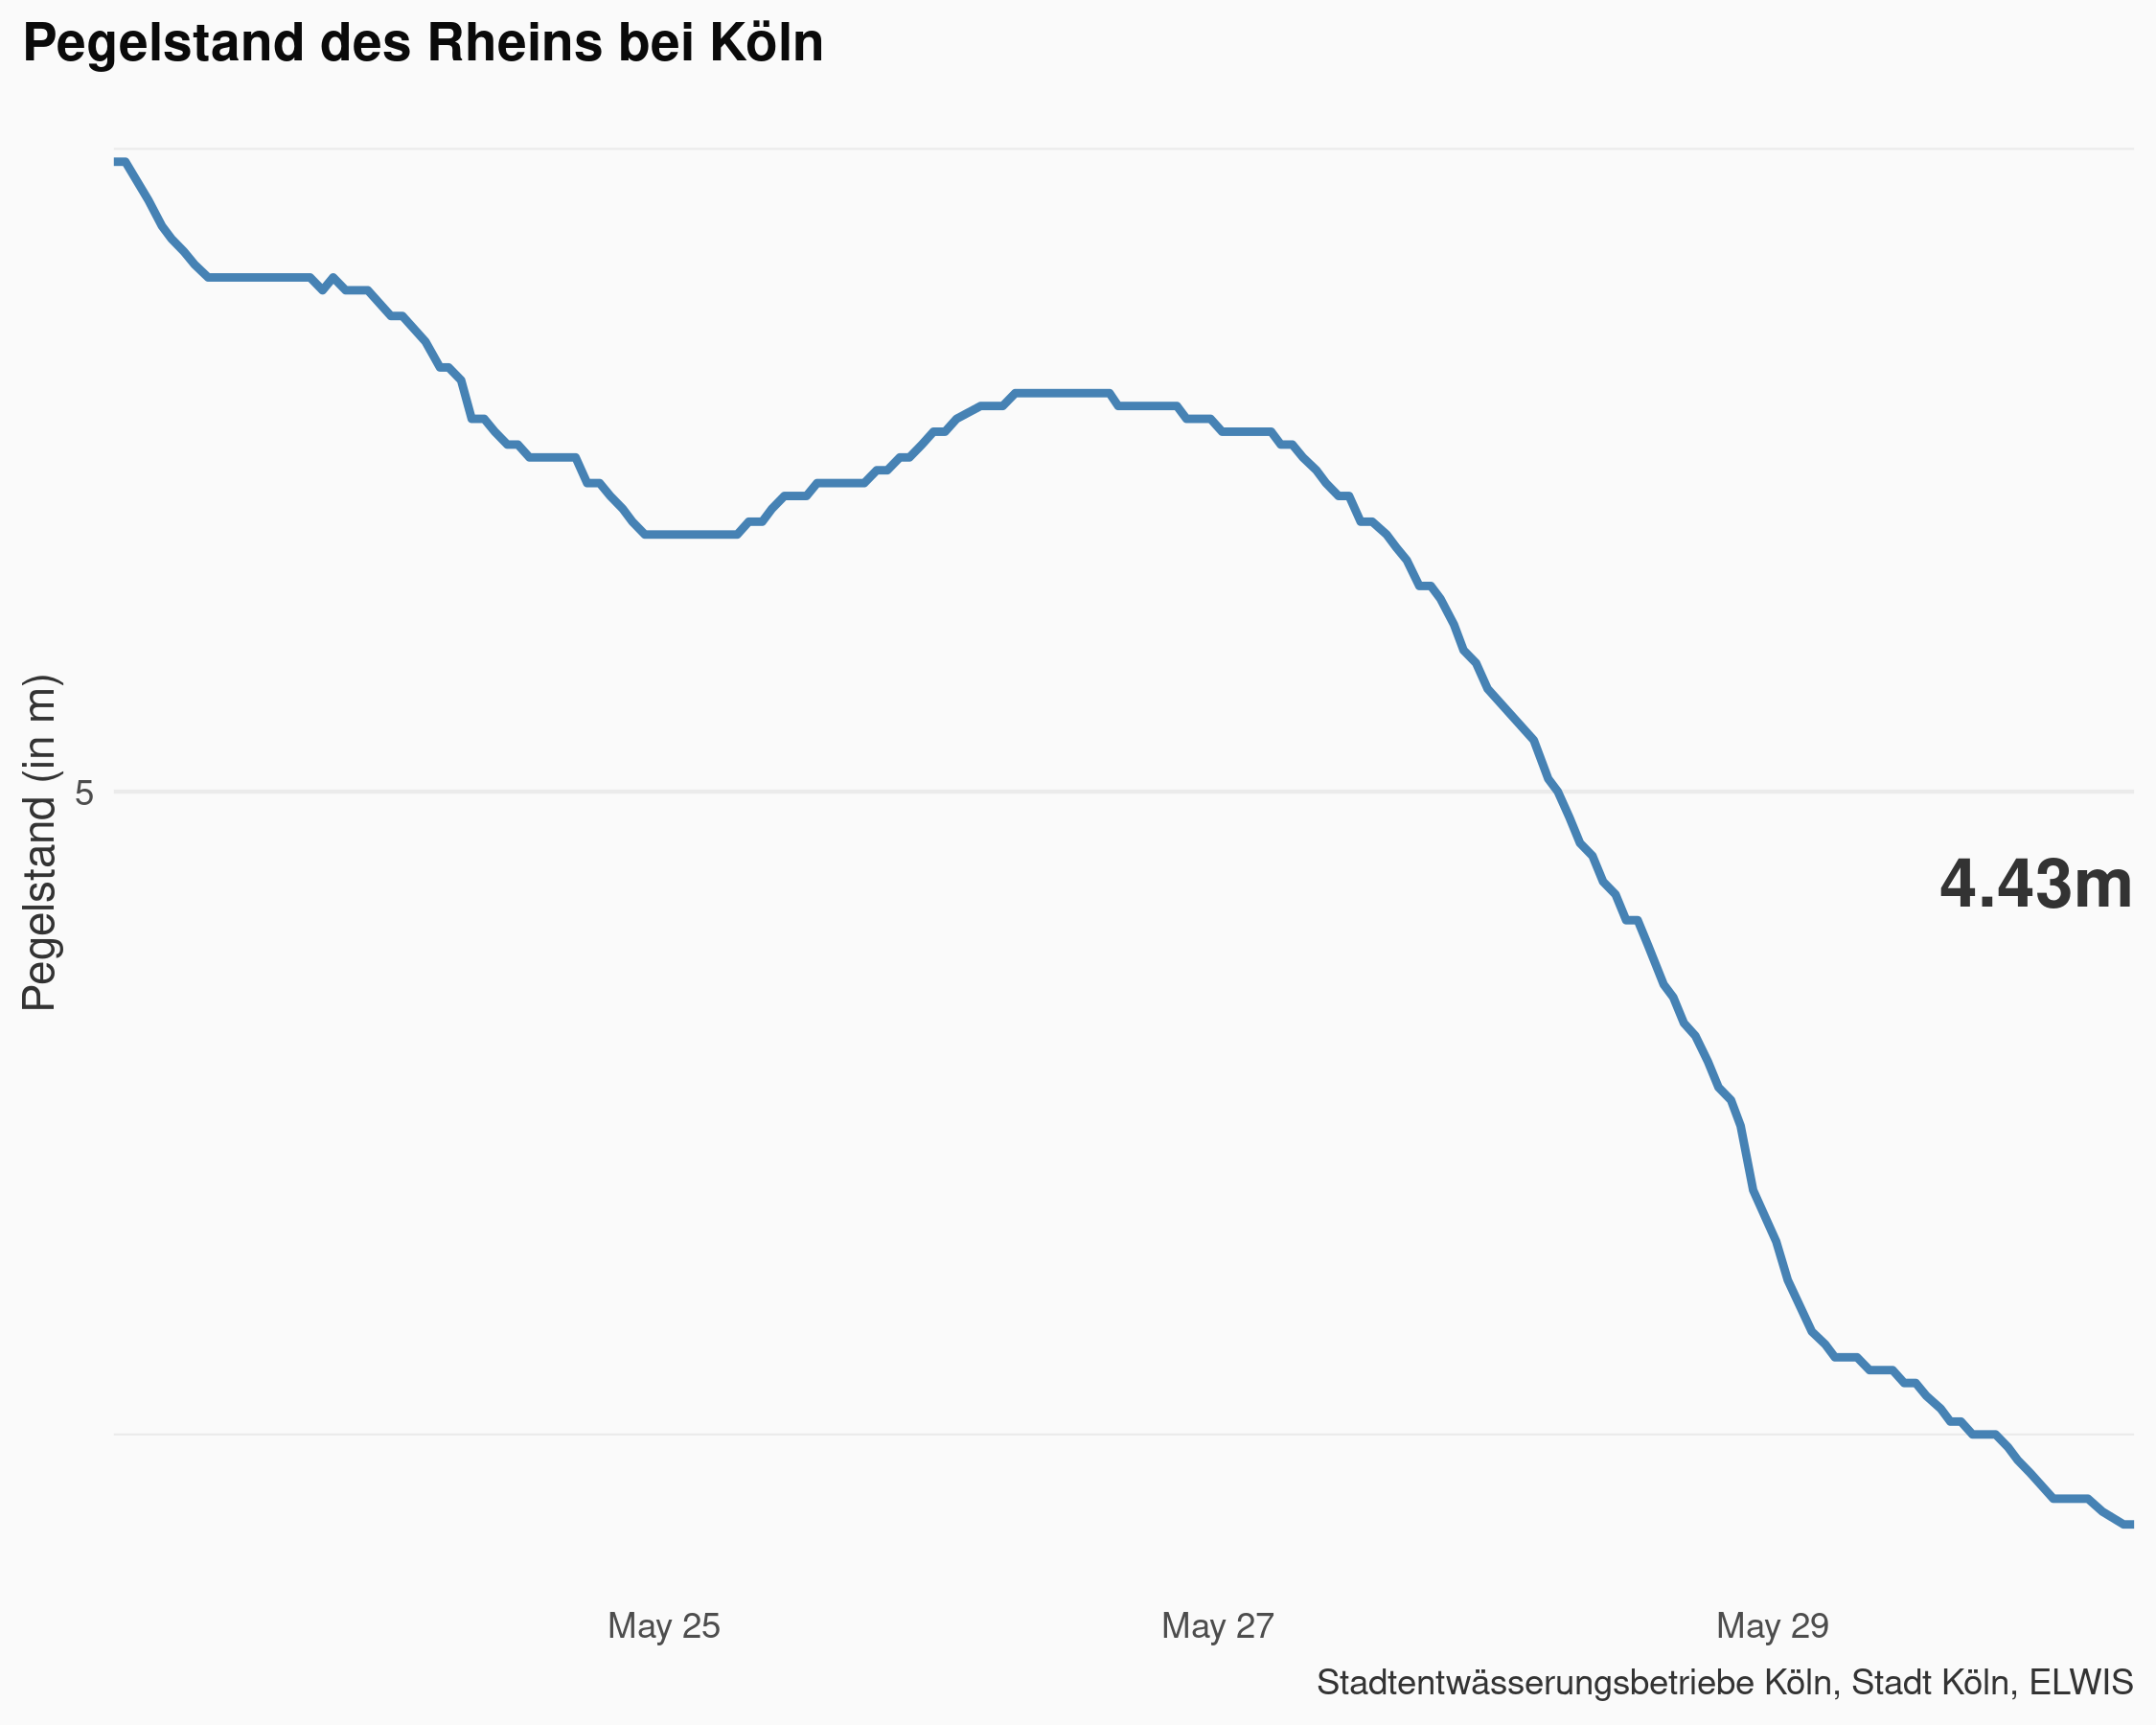 Pegelstand des Rheins bei Köln
Pegelstand (in m)
5
4.43m
May 25
May 27
May 29
Stadtentwässerungsbetriebe Köln, Stadt Köln, ELWIS